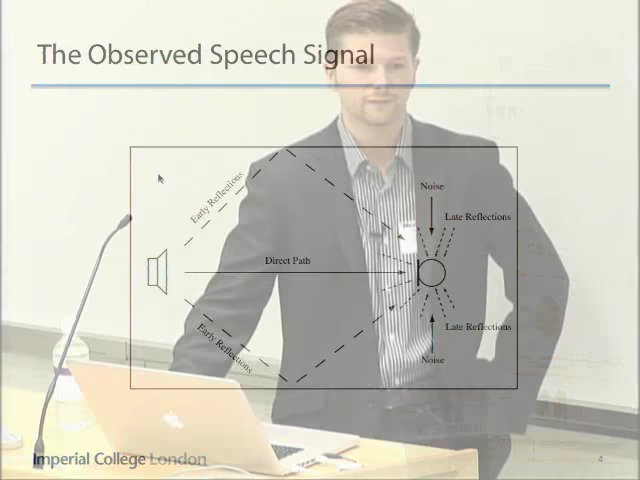 The Observed Speech Signal
Early Reflections
Noise
Late Reflections
Direct Path
Early Reflections
Late Reflections
Noise
Imperial College London
4